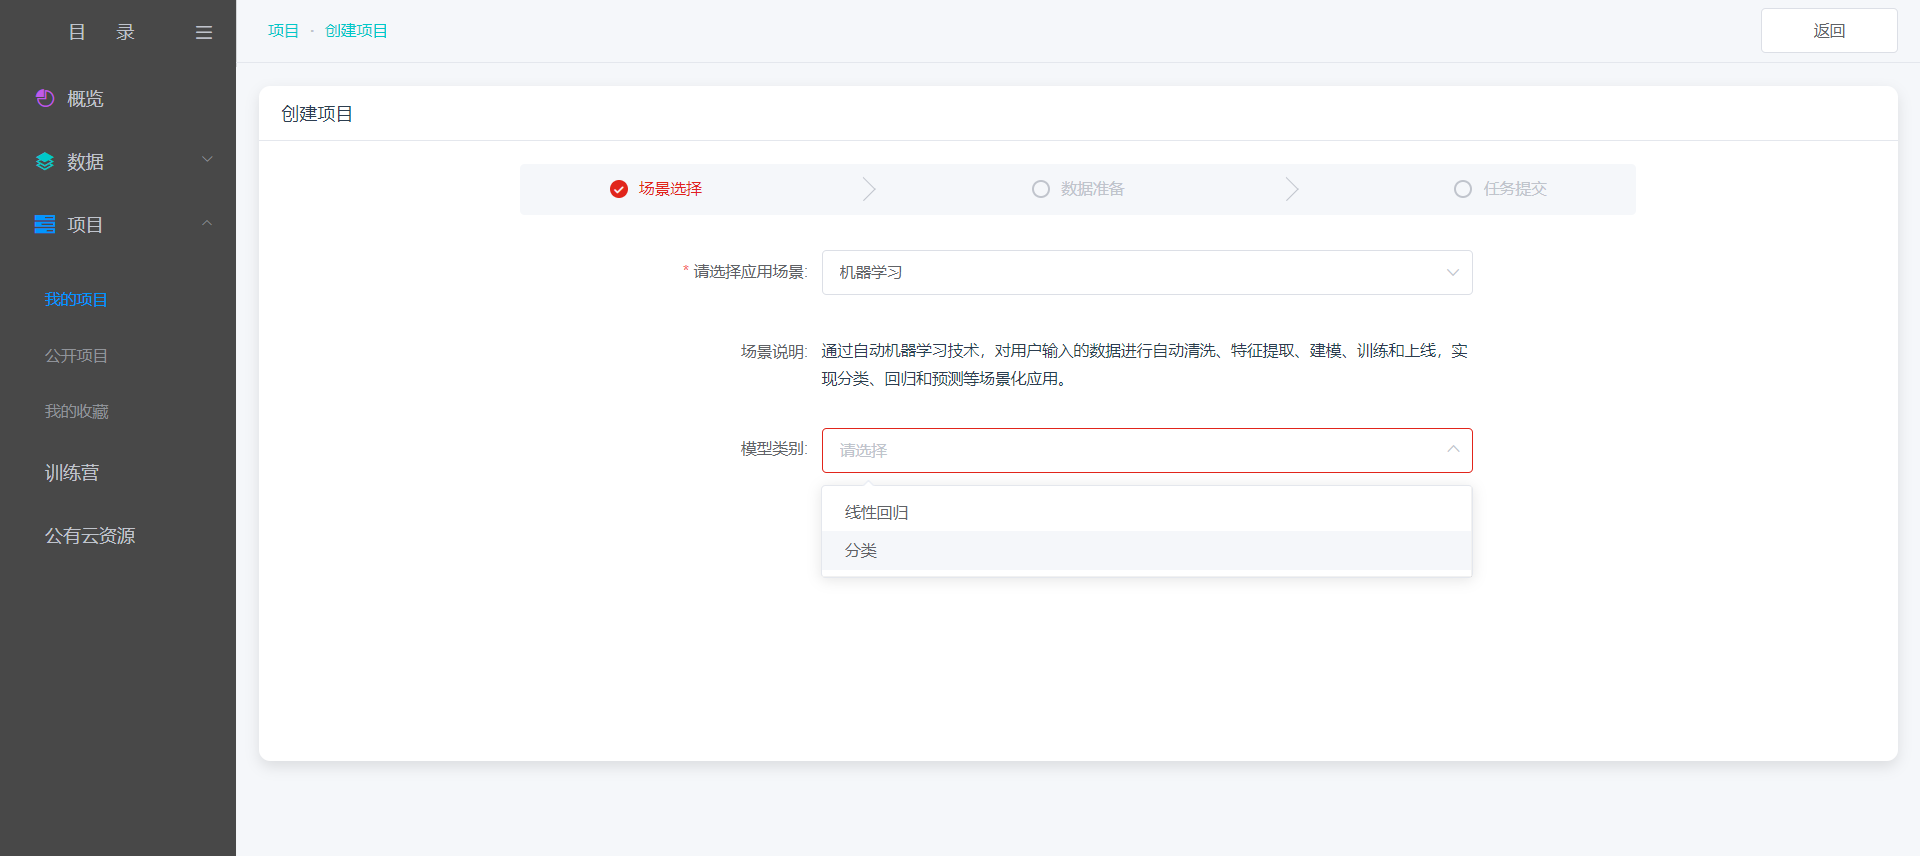 目 录
概览
数据
项目
我的项目
公开项目
我的收藏
训练营
公有云资源
项目 · 创建项目
返回
创建项目
场景选择
数据准备
任务提交
* 请选择应用场景: 机器学习
场景说明: 通过自动机器学习技术，对用户输入的数据进行自动清洗、特征提取、建模、训练和上线，实
现分类、回归和预测等场景化应用。
模型类别: 请选择
线性回归
分类